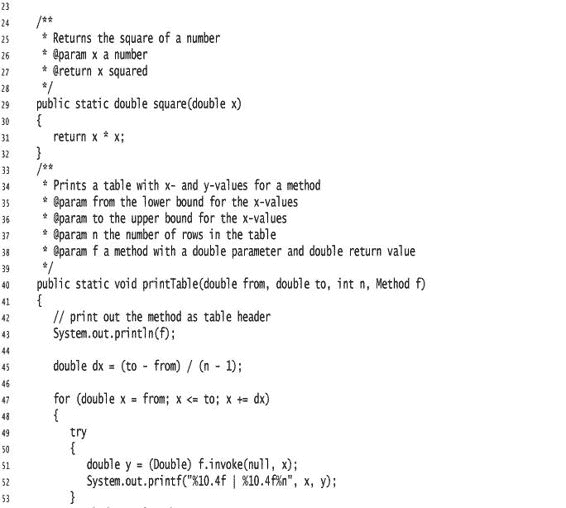 23
24 /**
25 * Returns the square of a number
26 * @param x a number
27 * @return x squared
28 */
29 public static double square(double x)
30 {
31 return x * x;
32 }
33 /**
34 * Prints a table with x- and y-values for a method
35 * @param from the lower bound for the x-values
36 * @param to the upper bound for the x-values
37 * @param n the number of rows in the table
38 * @param f a method with a double parameter and double return value
39 */
40 public static void printTable(double from, double to, int n, Method f)
41 {
42 // print out the method as table header
43 System.out.println(f);
44
45 double dx = (to - from) / (n - 1);
46
47 for (double x = from; x <= to; x += dx)
48 {
49 try
50 {
51 double y = (Double) f.invoke(null, x);
52 System.out.printf("%10.4f | %10.4f%n", x, y);
53 }